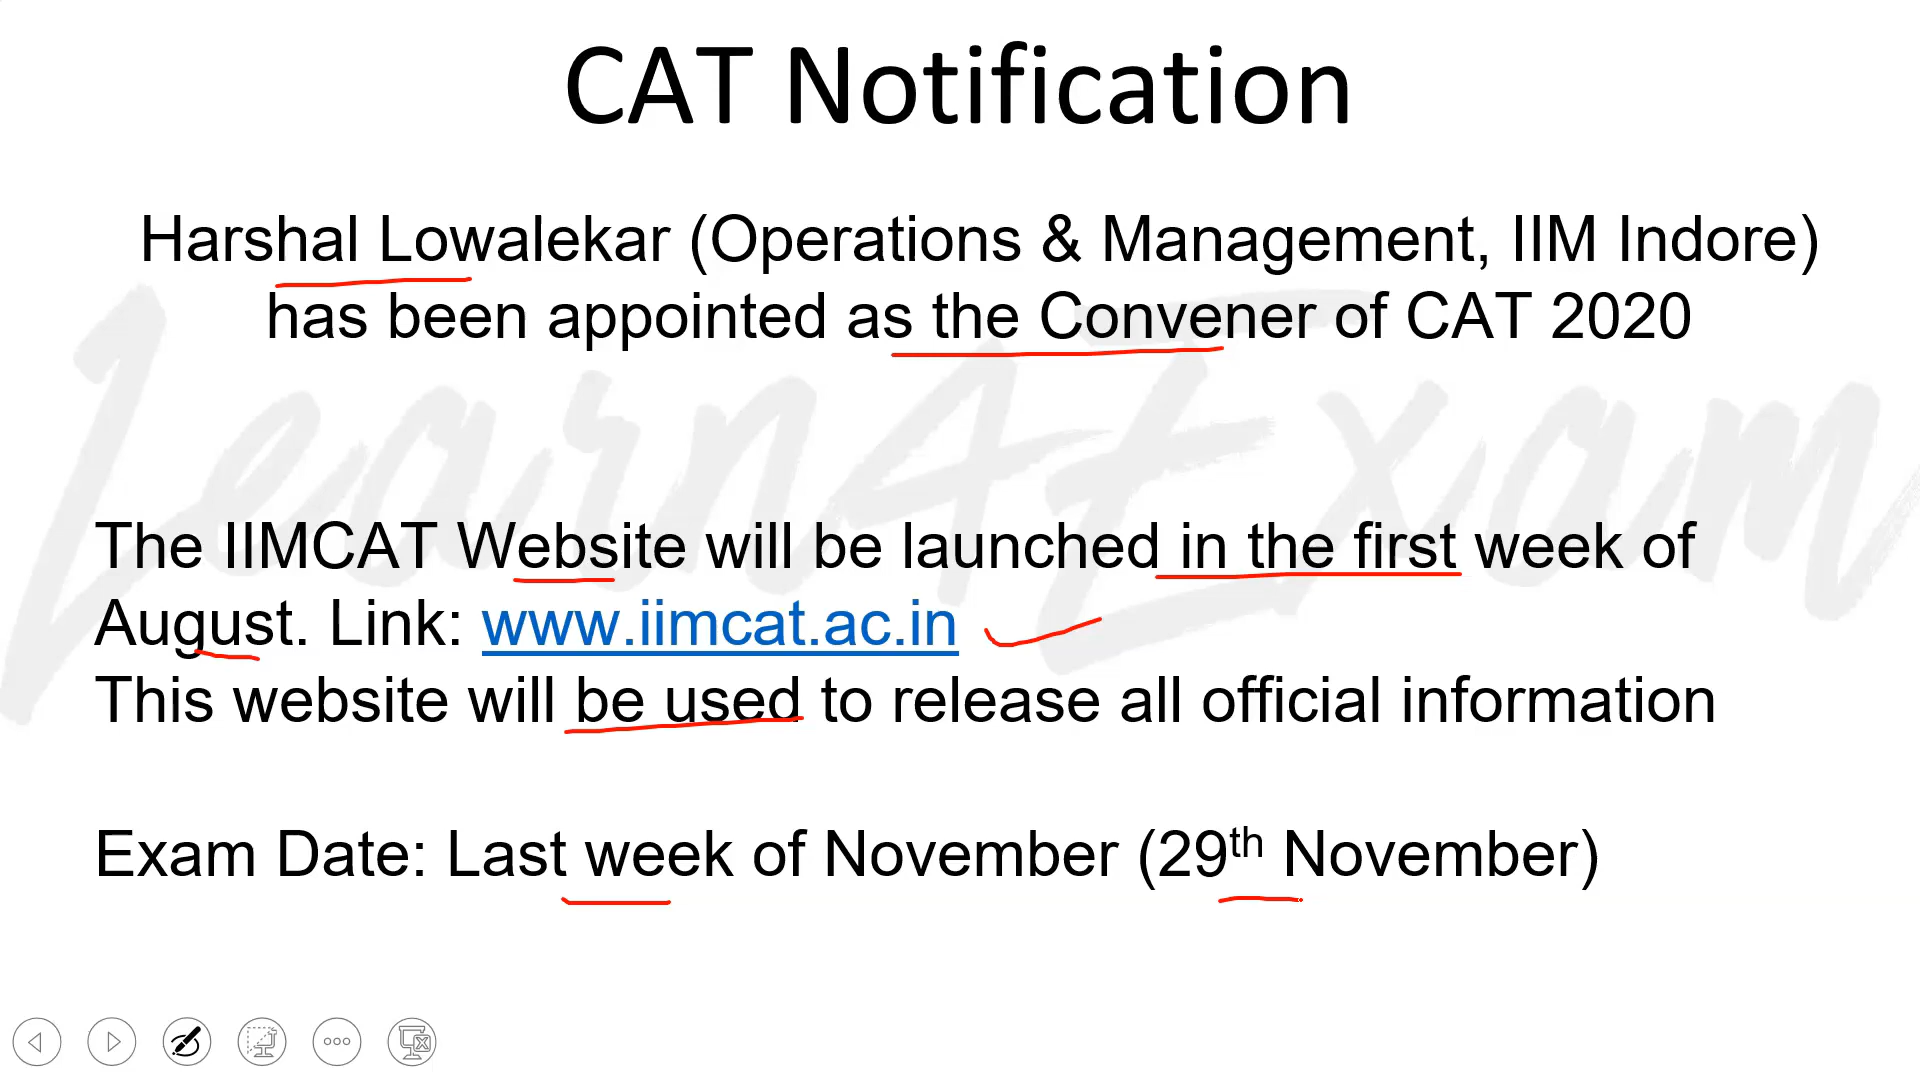 CAT Notification
Harshal Lowalekar (Operations & Management, IIM Indore)
has been appointed as the Convener of CAT 2020
The IIMCAT Website will be launched in the first week of
August. Link: www.iimcat.ac.in
This website will be used to release all official information
Exam Date: Last week of November (29th November)
Learn4Exam